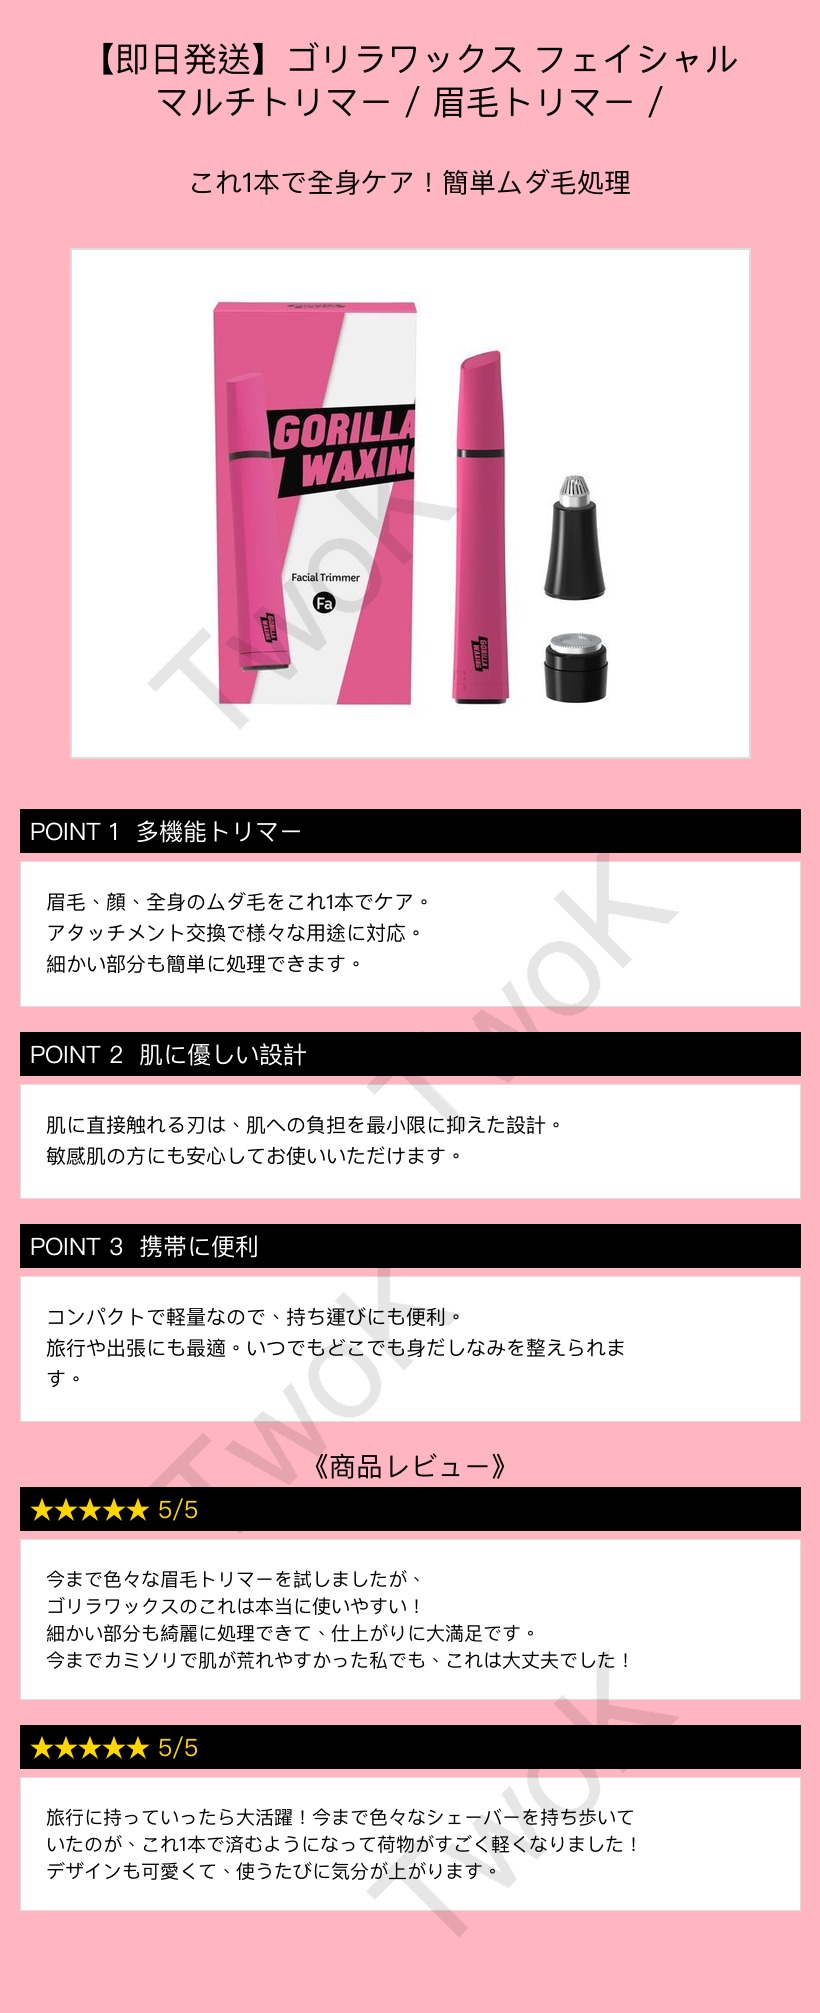 【即日発送】ゴリラワックス フェイシャル
マルチトリマー / 眉毛トリマー /
これ1本で全身ケア！簡単ムダ毛処理
GORILLA
WAXING
Facial Trimmer
Fa
GORILLA
WAXING
GORILLA
WAXING
TwoK
POINT 1 多機能トリマー
眉毛、顔、全身のムダ毛をこれ1本でケア。
アタッチメント交換で様々な用途に対応。
細かい部分も簡単に処理できます。
TwoK
POINT 2 肌に優しい設計
肌に直接触れる刃は、肌への負担を最小限に抑えた設計。
敏感肌の方にも安心してお使いいただけます。
POINT 3 携帯に便利
コンパクトで軽量なので、持ち運びにも便利。
旅行や出張にも最適。いつでもどこでも身だしなみを整えられま
す。
TwoK
《商品レビュー》
★★★★★ 5/5
今まで色々な眉毛トリマーを試しましたが、
ゴリラワックスのこれは本当に使いやすい！
細かい部分も綺麗に処理できて、仕上がりに大満足です。
今までカミソリで肌が荒れやすかった私でも、これは大丈夫でした！
★★★★★ 5/5
旅行に持っていったら大活躍！今まで色々なシェーバーを持ち歩いて
いたのが、これ1本で済むようになって荷物がすごく軽くなりました！
デザインも可愛くて、使うたびに気分が上がります。
TwoK